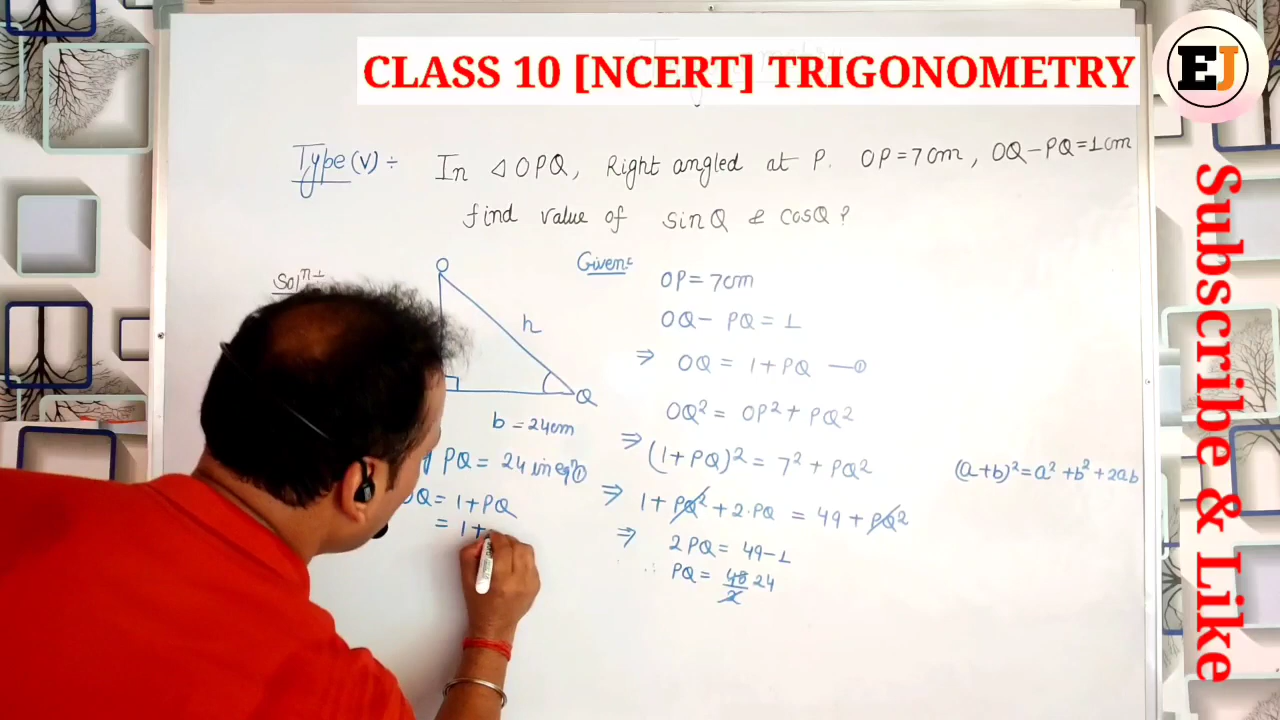 CLASS 10 [NCERT] TRIGONOMETRY
EJ
Subscribe & Like
Type (V) ÷ In △OPQ, Right angled at P. OP=7cm, OQ-PQ=1cm
find value of sinQ & cosQ?
Solⁿ
O
h
Q
b = 24cm
PQ = 24 in eqⁿ①
OQ = 1+PQ
= 1+
Given:
OP = 7cm
OQ - PQ = 1
⇒ OQ = 1+PQ —①
OQ² = OP² + PQ²
⇒ (1+PQ)² = 7² + PQ²
(a+b)² = a² + b² + 2ab
⇒ 1 + PQ² + 2·PQ = 49 + PQ²
⇒ 2PQ = 49-1
∴ PQ = 48/2 24